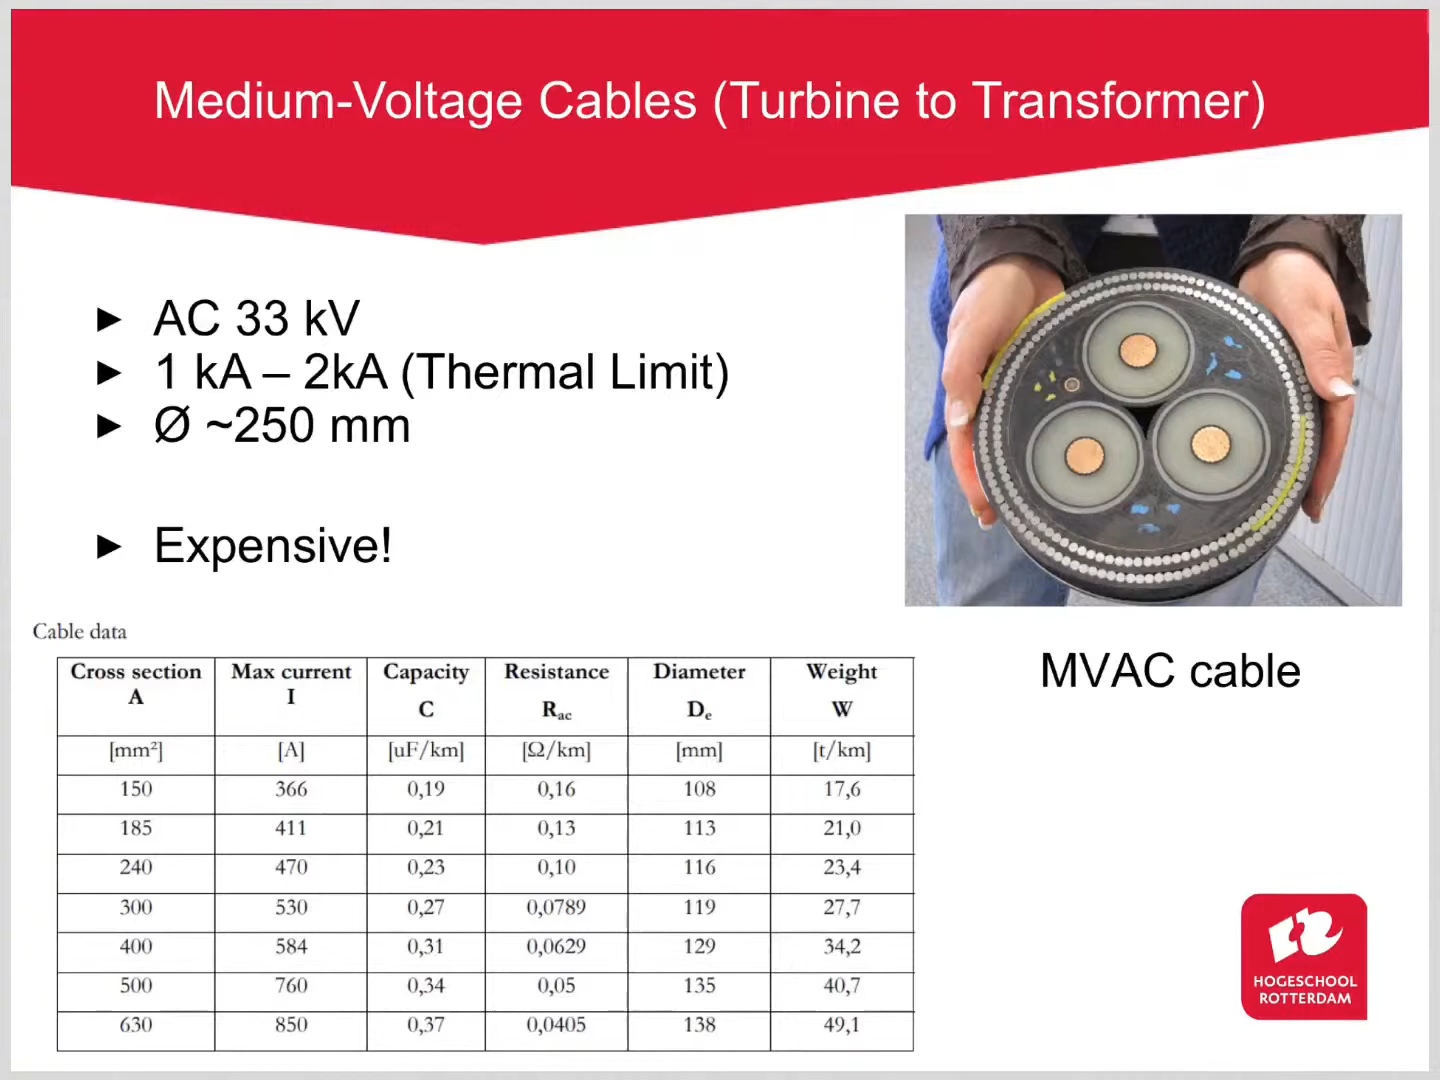 Medium-Voltage Cables (Turbine to Transformer)
► AC 33 kV
► 1 kA – 2kA (Thermal Limit)
► Ø ~250 mm
► Expensive!
MVAC cable
Cable data
Cross section A Max current I Capacity C Resistance Rac Diameter De Weight W
[mm²] [A] [uF/km] [Ω/km] [mm] [t/km]
150 366 0,19 0,16 108 17,6
185 411 0,21 0,13 113 21,0
240 470 0,23 0,10 116 23,4
300 530 0,27 0,0789 119 27,7
400 584 0,31 0,0629 129 34,2
500 760 0,34 0,05 135 40,7
630 850 0,37 0,0405 138 49,1
HOGESCHOOL
ROTTERDAM